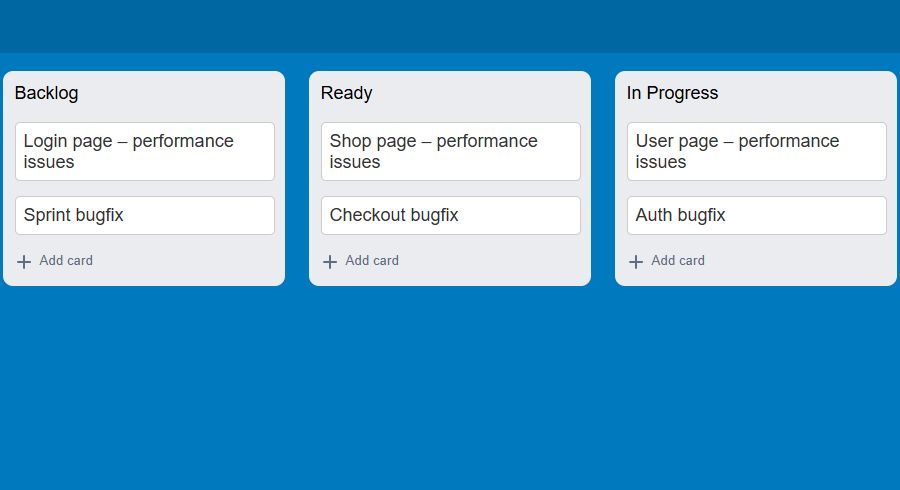 Backlog
Login page – performance
issues
Sprint bugfix
Add card
Ready
Shop page – performance
issues
Checkout bugfix
Add card
In Progress
User page – performance
issues
Auth bugfix
Add card